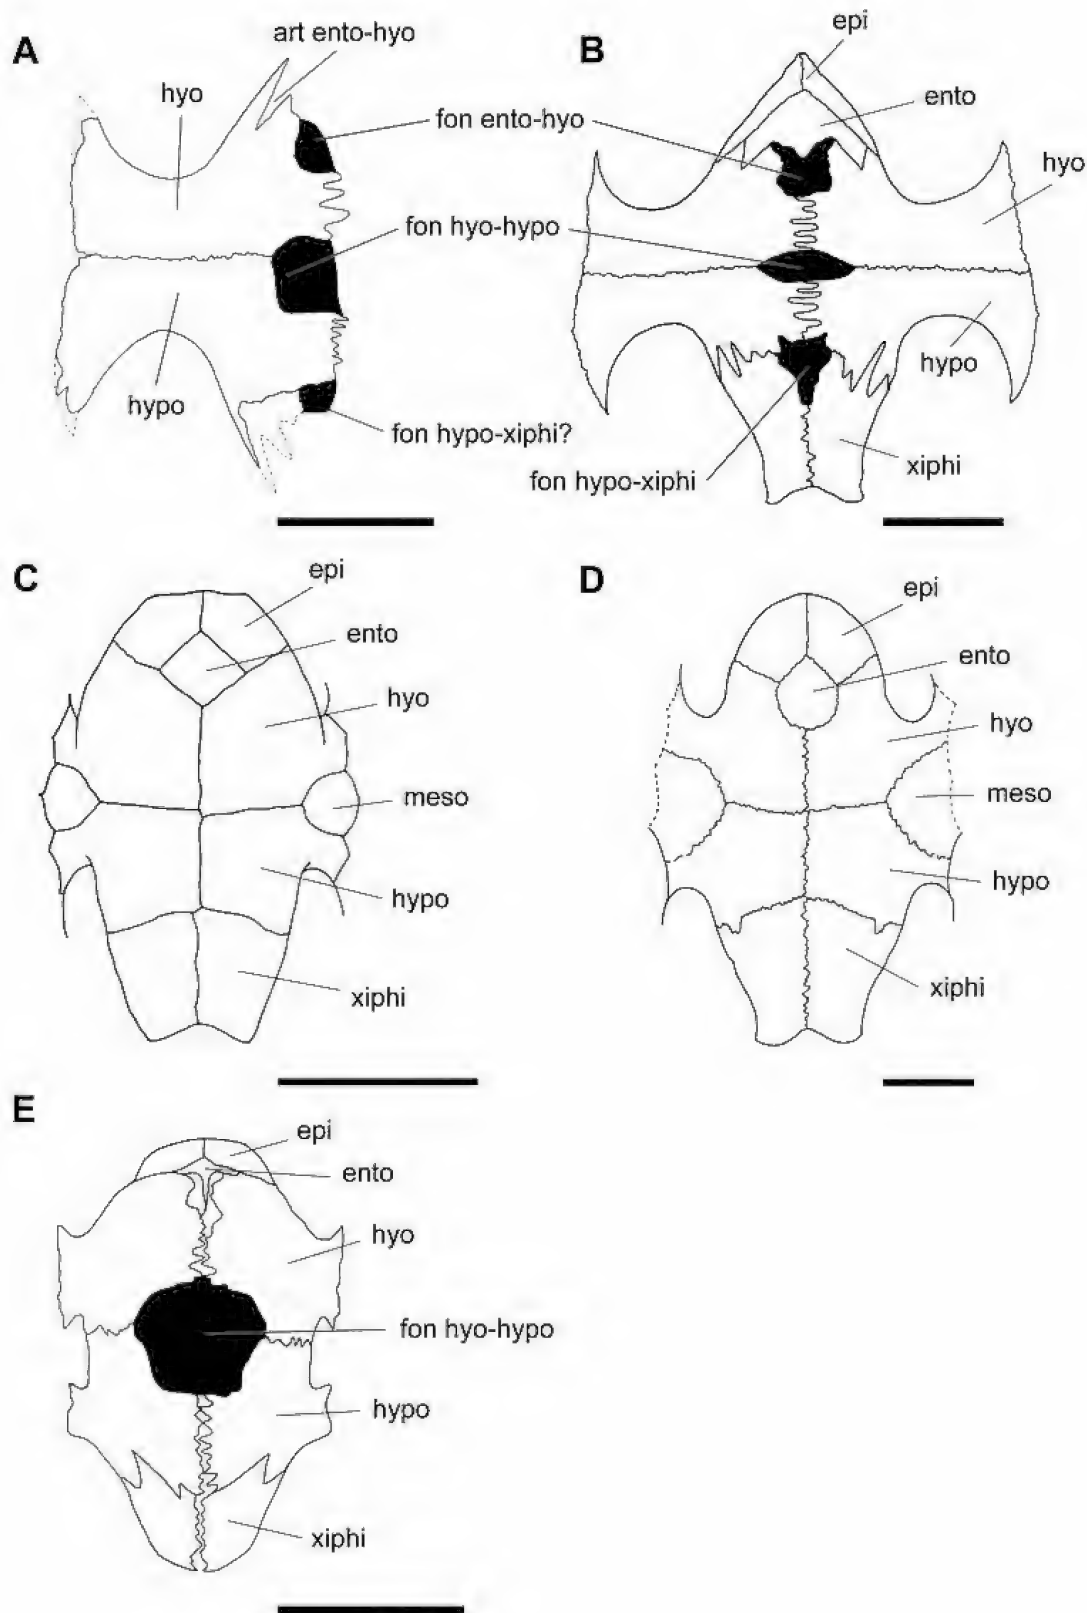 A
art ento-hyo
hyo
fon ento-hyo
fon hyo-hypo
hypo
fon hypo-xiphi?
B
epi
ento
hyo
hypo
xiphi
fon hypo-xiphi
C
epi
ento
hyo
meso
hypo
xiphi
D
epi
ento
hyo
meso
hypo
xiphi
E
epi
ento
hyo
fon hyo-hypo
hypo
xiphi